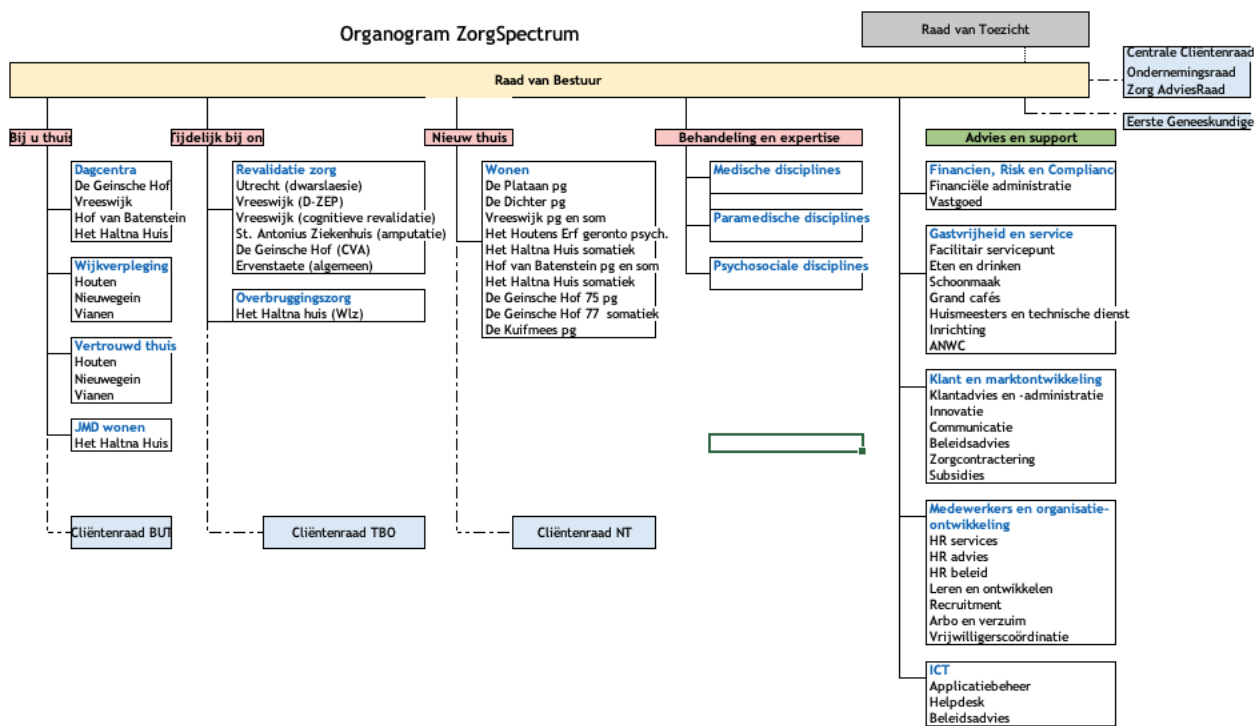 Organogram ZorgSpectrum
Raad van Toezicht
Raad van Bestuur
Centrale Cliëntenraad
Ondernemingsraad
Zorg AdviesRaad
Eerste Geneeskundige
Bij u thuis
Dagcentra
De Geinsche Hof
Vreeswijk
Hof van Batenstein
Het Haltna Huis
Wijkverpleging
Houten
Nieuwegein
Vianen
Vertrouwd thuis
Houten
Nieuwegein
Vianen
JMD wonen
Het Haltna Huis
Cliëntenraad BUT
Tijdelijk bij on
Revalidatie zorg
Utrecht (dwarslaesie)
Vreeswijk (D-ZEP)
Vreeswijk (cognitieve revalidatie)
St. Antonius Ziekenhuis (amputatie)
De Geinsche Hof (CVA)
Ervenstaete (algemeen)
Overbruggingszorg
Het Haltna huis (Wlz)
Cliëntenraad TBO
Nieuw thuis
Wonen
De Plataan pg
De Dichter pg
Vreeswijk pg en som
Het Houtens Erf geronto psych.
Het Haltna Huis somatiek
Hof van Batenstein pg en som
Het Haltna Huis somatiek
De Geinsche Hof 75 pg
De Geinsche Hof 77 somatiek
De Kuifmees pg
Cliëntenraad NT
Behandeling en expertise
Medische disciplines
Paramedische disciplines
Psychosociale disciplines
Advies en support
Financien, Risk en Complianc
Financiële administratie
Vastgoed
Gastvrijheid en service
Facilitair servicepunt
Eten en drinken
Schoonmaak
Grand cafés
Huismeesters en technische dienst
Inrichting
ANWC
Klant en marktontwikkeling
Klantadvies en -administratie
Innovatie
Communicatie
Beleidsadvies
Zorgcontractering
Subsidies
Medewerkers en organisatie-
ontwikkeling
HR services
HR advies
HR beleid
Leren en ontwikkelen
Recruitment
Arbo en verzuim
Vrijwilligerscoördinatie
ICT
Applicatiebeheer
Helpdesk
Beleidsadvies